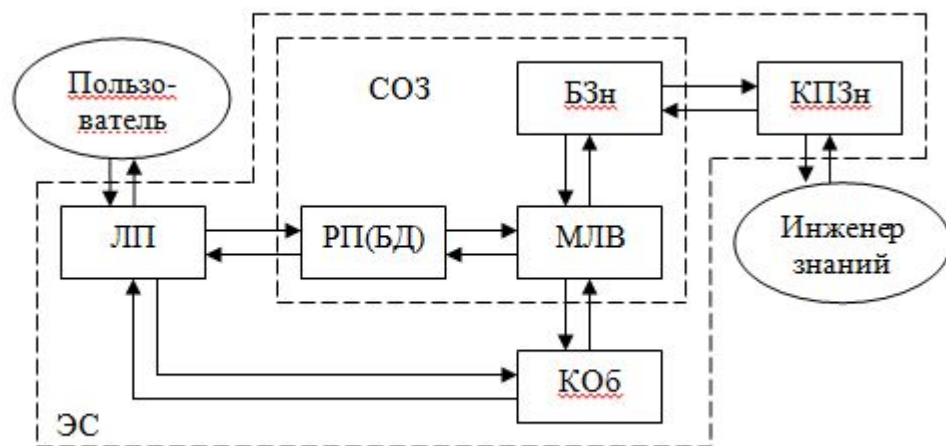 Пользо-
ватель
СОЗ
БЗн
КПЗн
ЛП
РП(БД)
МЛВ
Инженер
знаний
КОб
ЭС